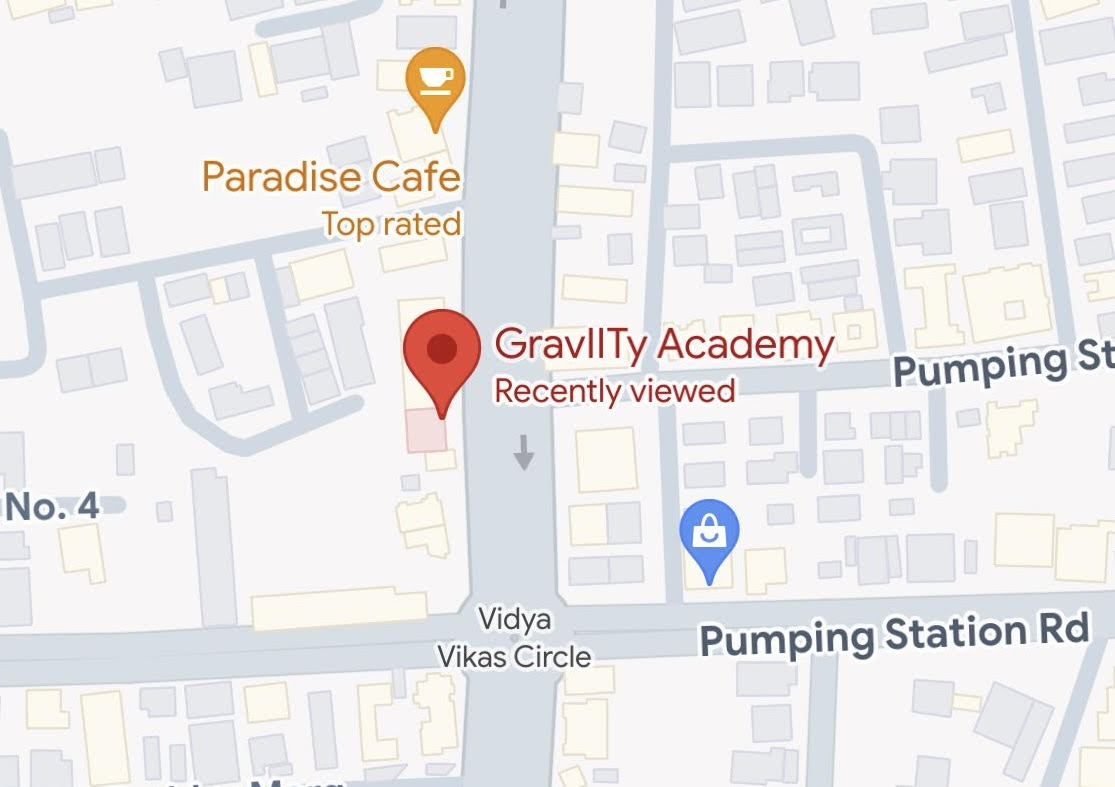 Paradise Cafe
Top rated
GravIITy Academy
Recently viewed
Pumping St
No. 4
Vidya
Vikas Circle
Pumping Station Rd